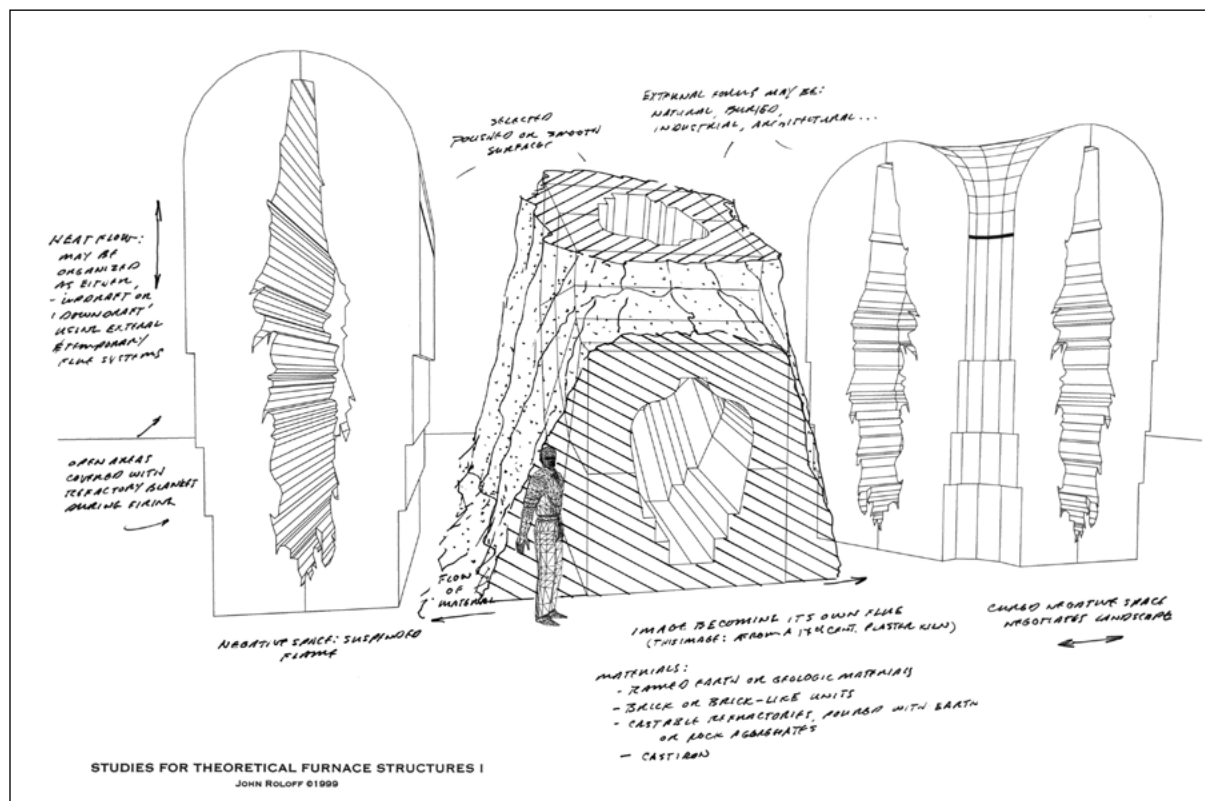 SELECTED
POLISHED OR SMOOTH
SURFACES
EXTERNAL FORMS MAY BE:
NATURAL, BURIED,
INDUSTRIAL, ARCHITECTURAL...
HEAT FLOW:
MAY BE
ORGANIZED
AS EITHER,
- UPDRAFT OR
DOWNDRAFT
USING EXTERNAL
& TEMPORARY
FLUE SYSTEMS
OPEN AREAS
COVERED WITH
REFRACTORY BLANKET
DURING FIRING
FLOW
OF
MATERIAL
NEGATIVE SPACE: SUSPENDED
FLAME
IMAGE BECOMING ITS OWN FLUE
(THIS IMAGE: FROM A 18th CENT. PLASTER KILN)
CURVED NEGATIVE SPACE
NEGOTIATES LANDSCAPE
MATERIALS:
- RAMED EARTH OR GEOLOGIC MATERIALS
- BRICK OR BRICK-LIKE UNITS
- CASTABLE REFRACTORIES, POURED WITH EARTH
OR ROCK AGGREGATES
- CAST IRON
STUDIES FOR THEORETICAL FURNACE STRUCTURES I
JOHN ROLOFF ©1999